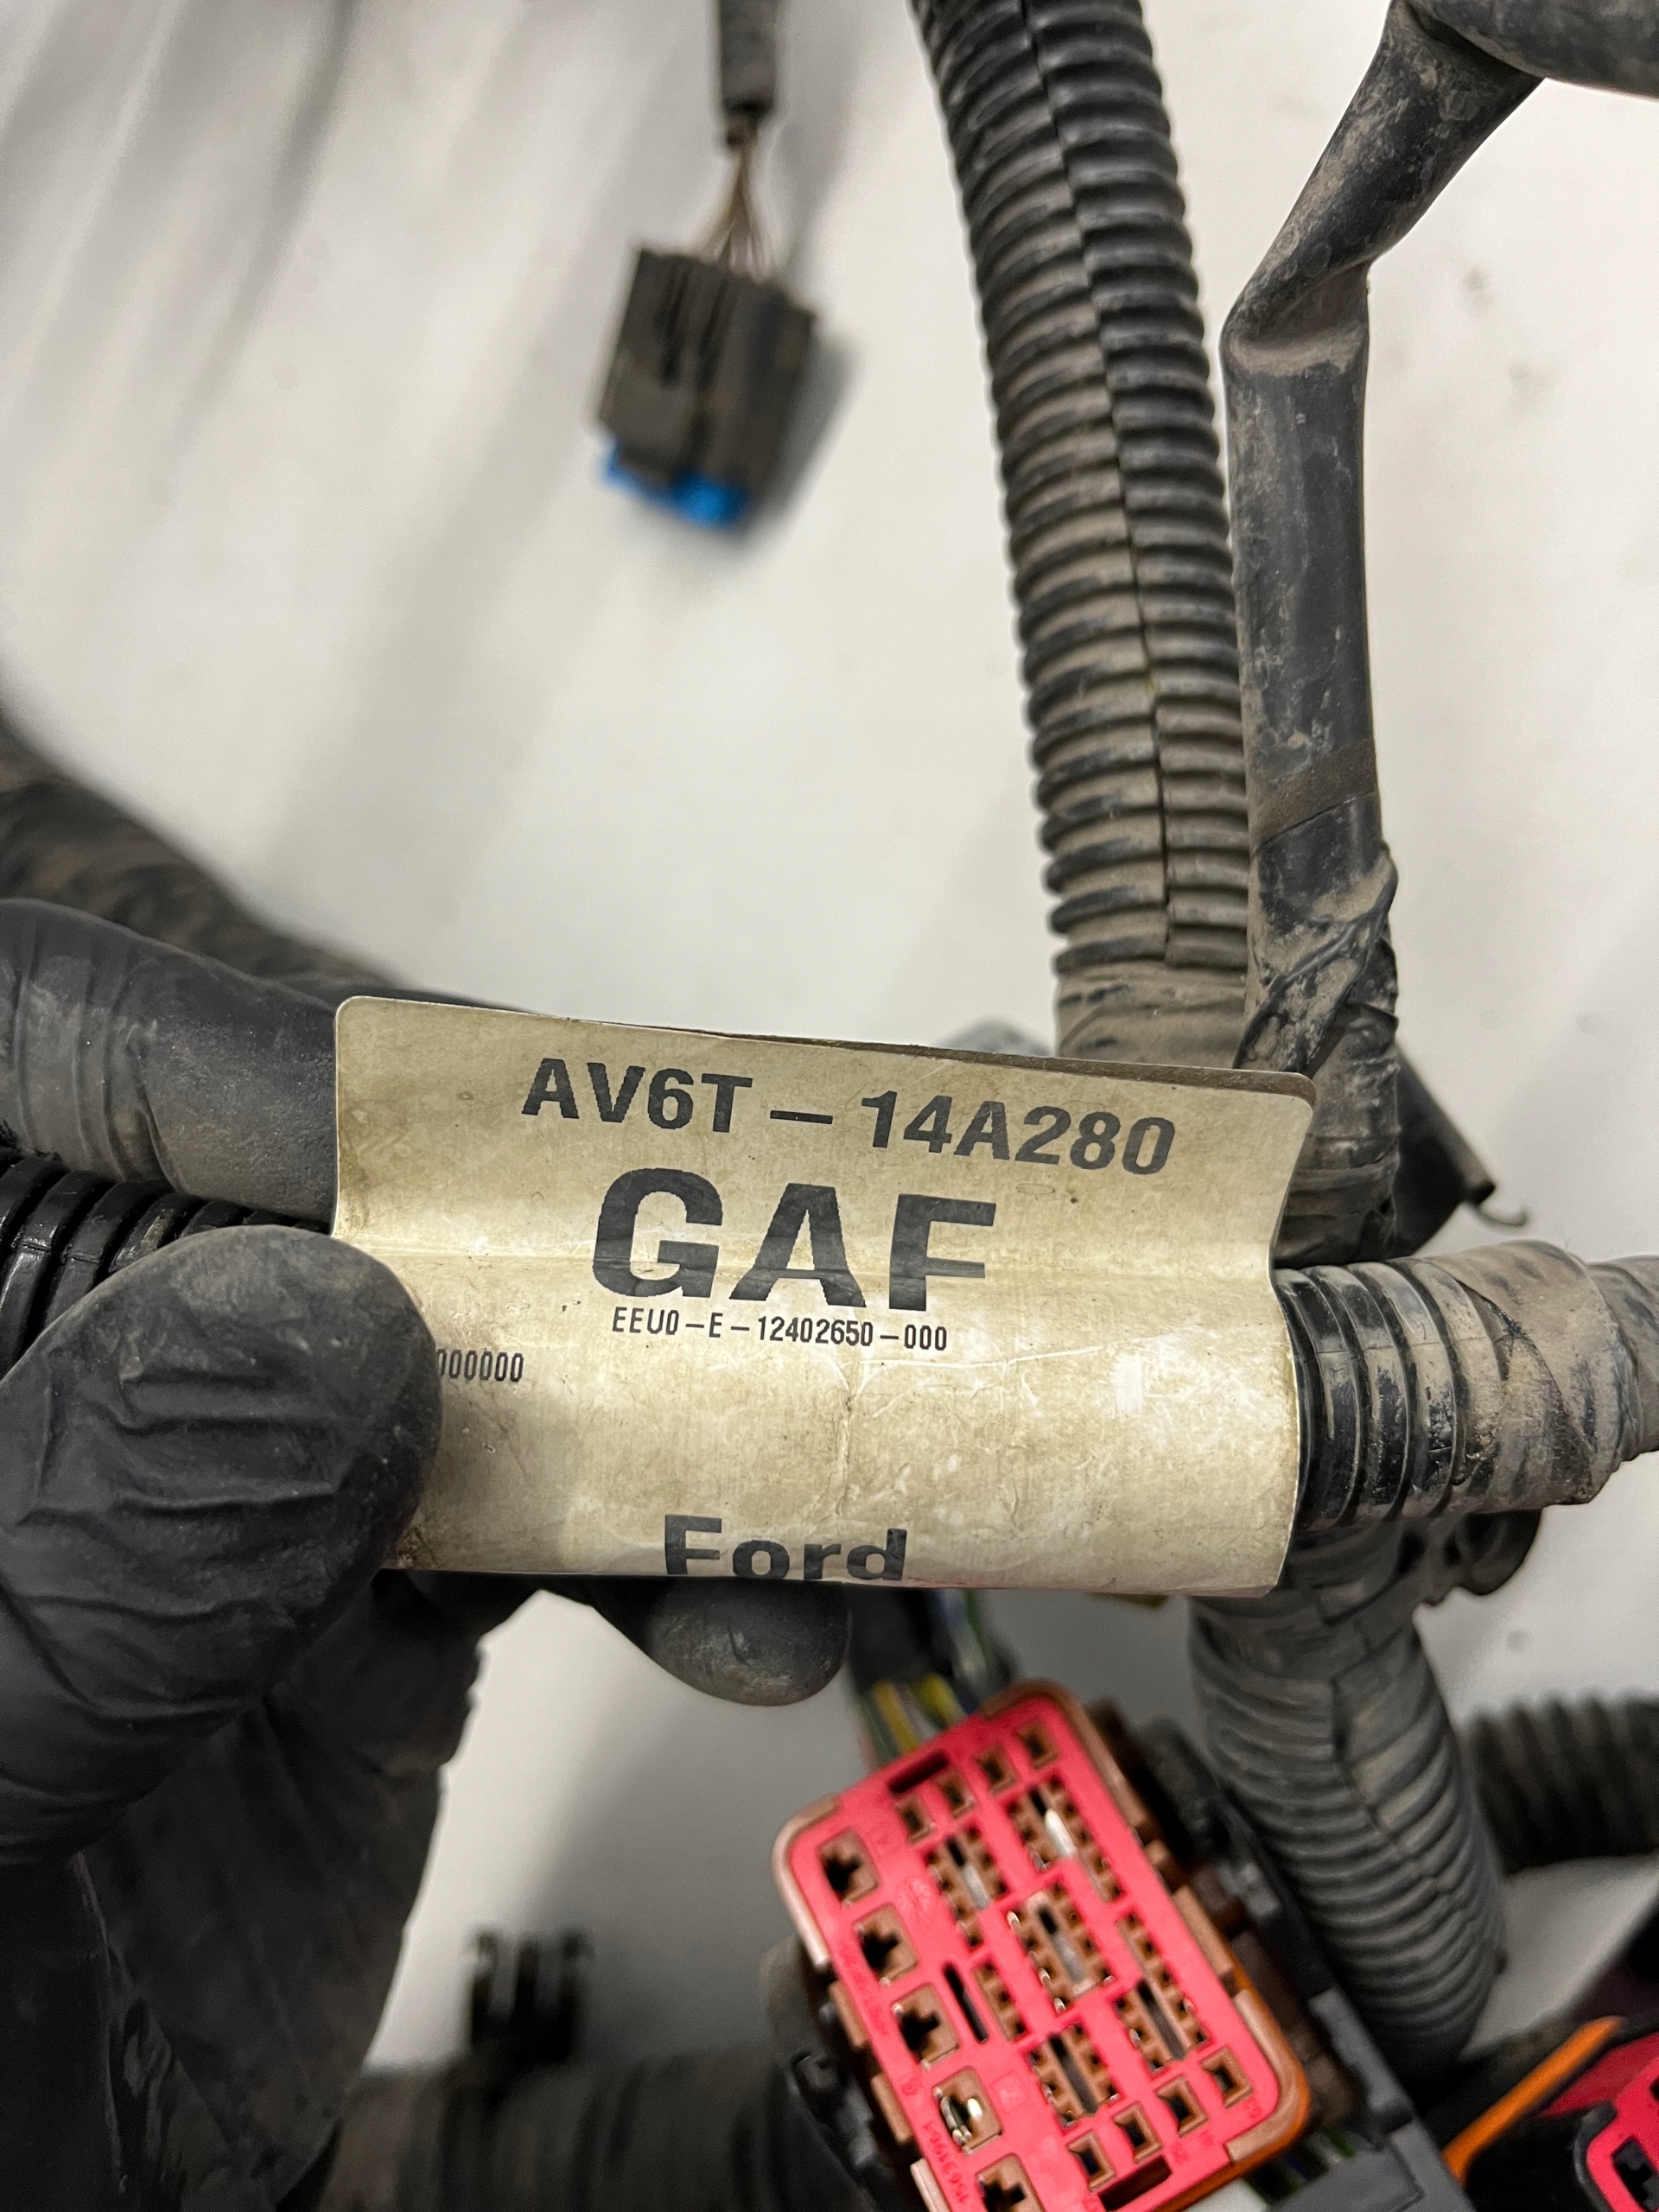 AV6T – 14A280
GAF
EEU0 – E – 12402650 – 000
000000
Ford